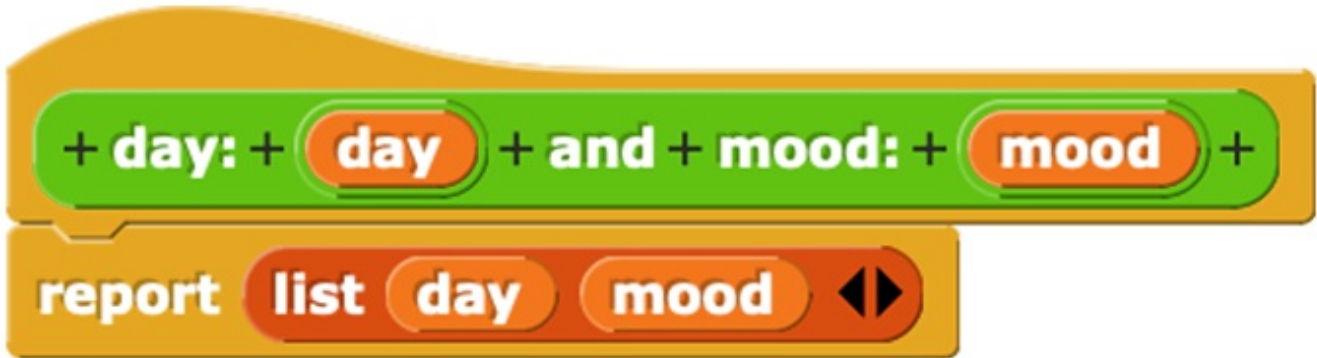 + day: + day + and + mood: + mood +
report list day mood